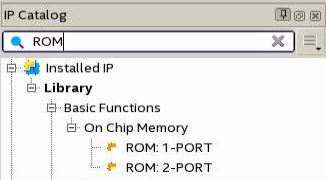 IP Catalog
ROM
Installed IP
Library
Basic Functions
On Chip Memory
ROM: 1-PORT
ROM: 2-PORT